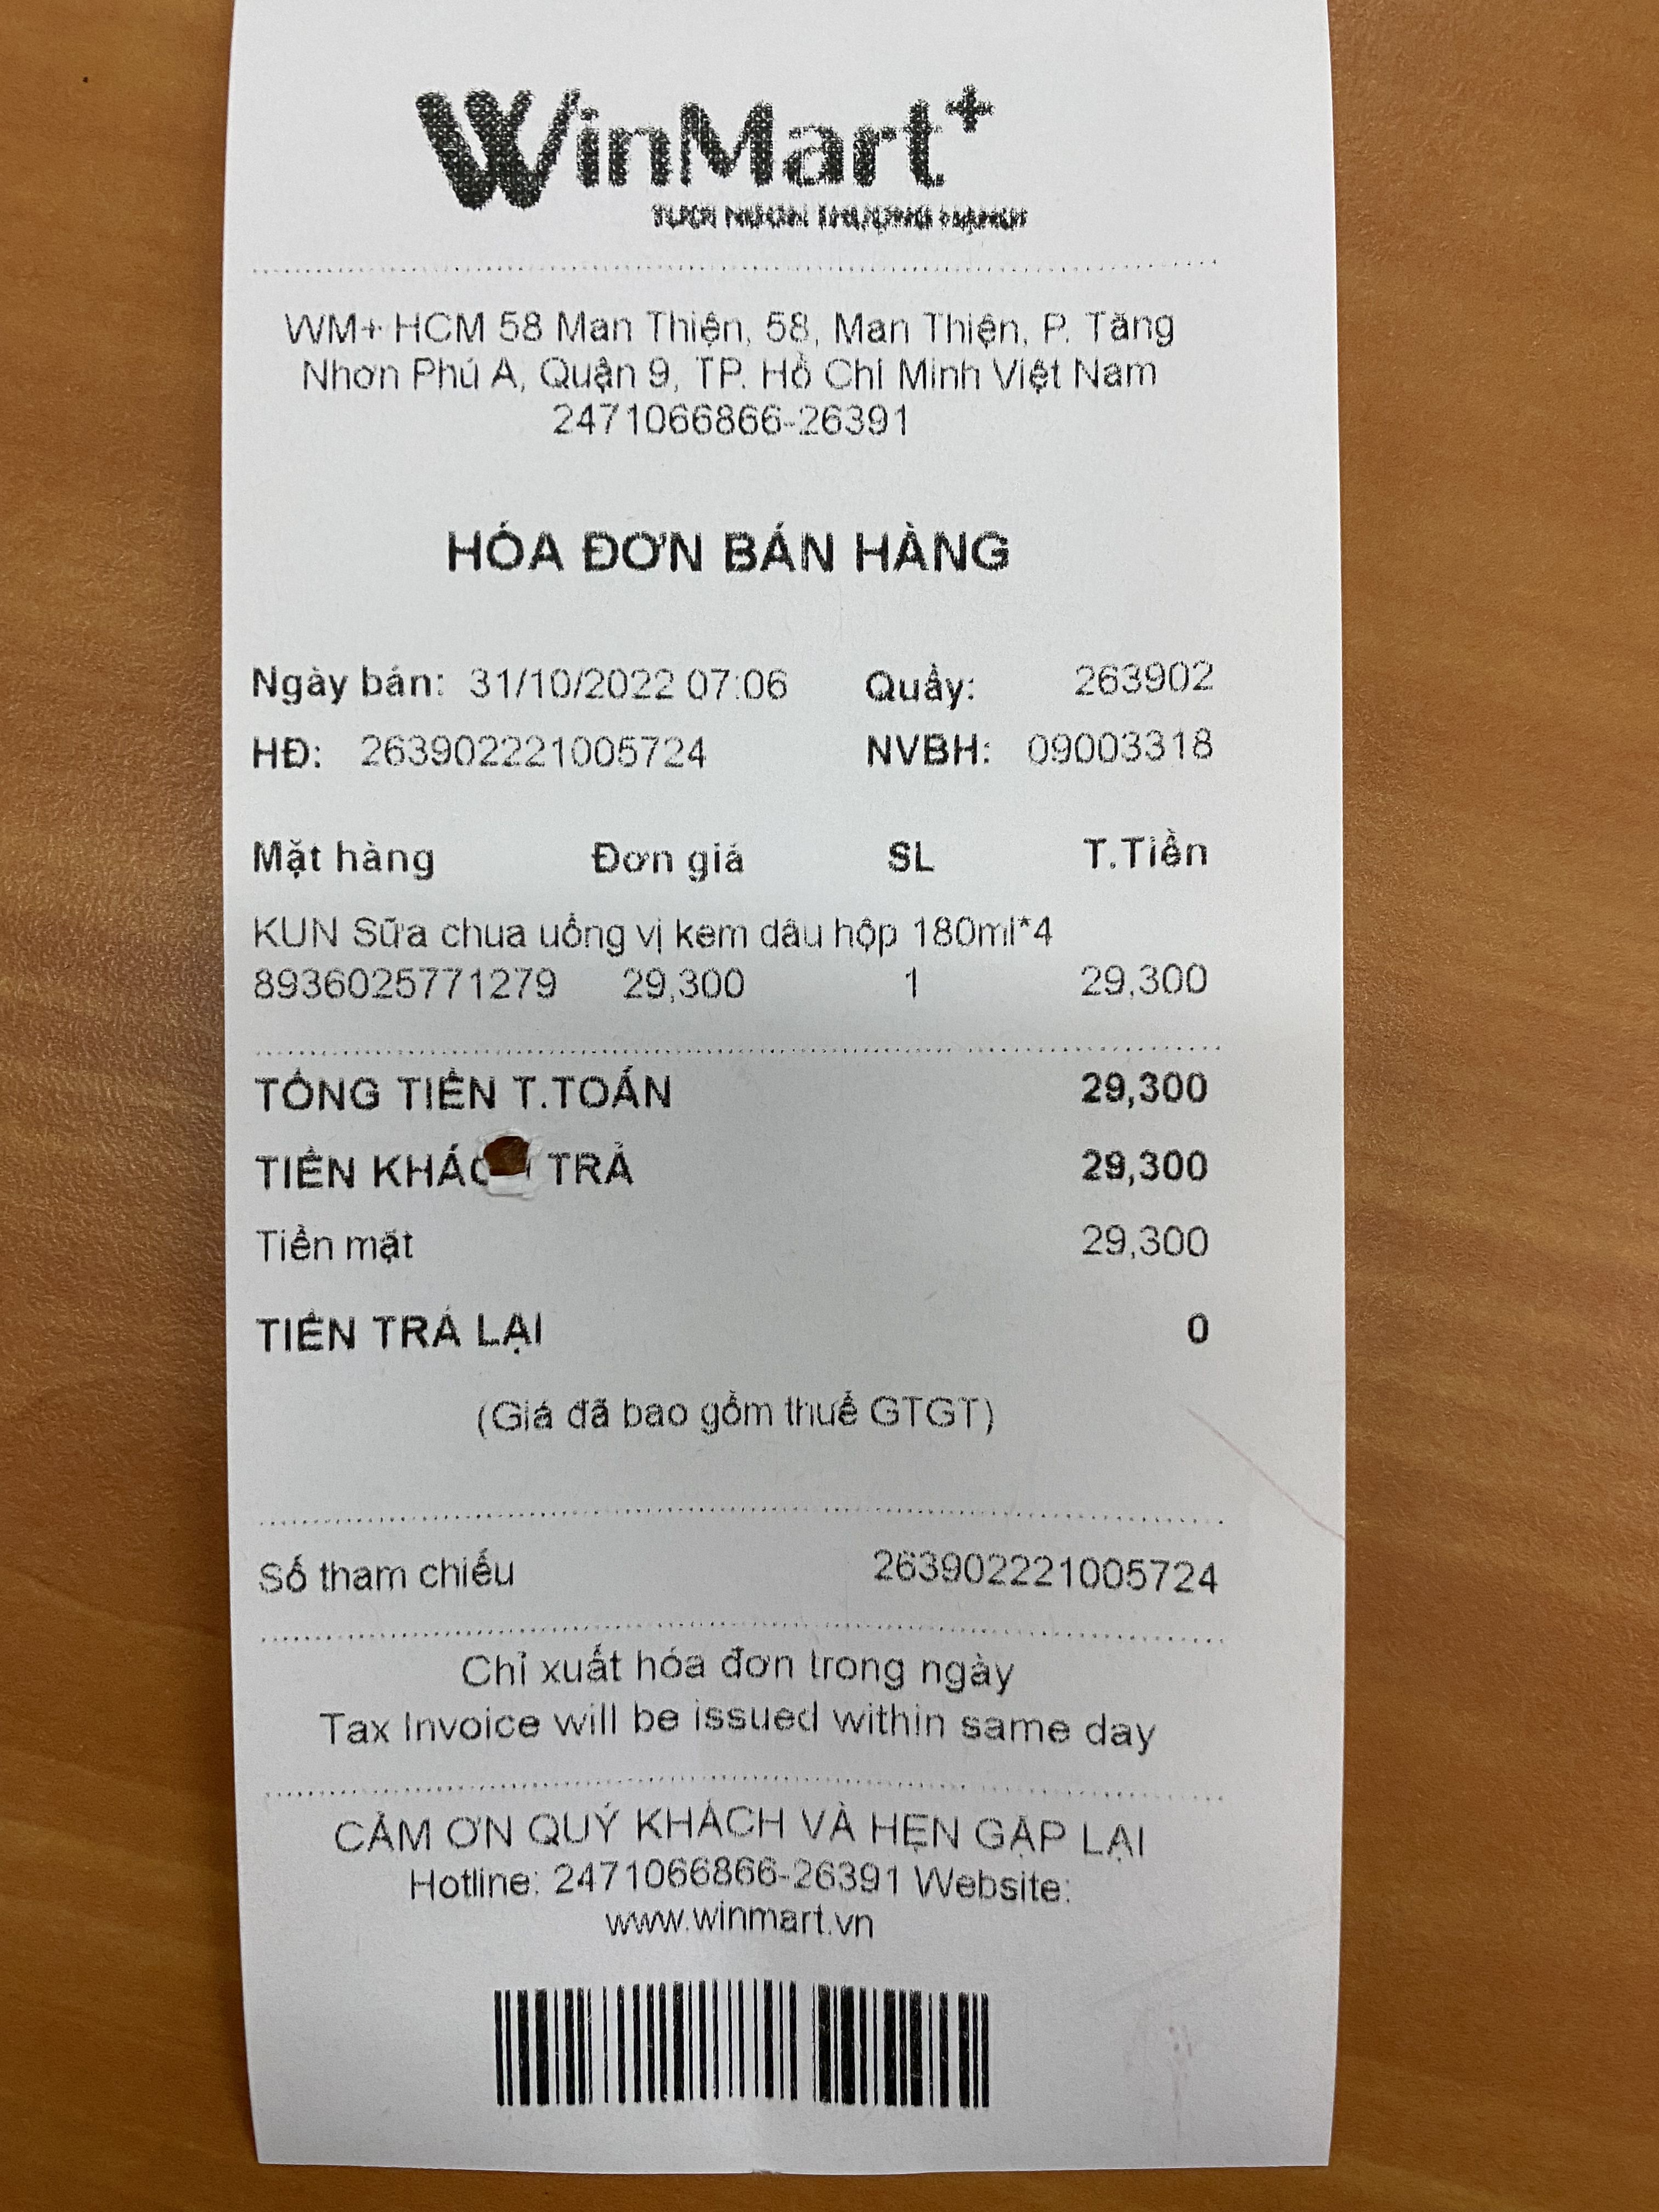 WinMart+
WM+ HCM 58 Man Thiện, 58, Man Thiện, P. Tăng
Nhơn Phú A, Quận 9, TP. Hồ Chí Minh Việt Nam
2471066866-26391
HÓA ĐƠN BÁN HÀNG
Ngày bán: 31/10/2022 07:06 Quầy: 263902
HĐ: 263902221005724 NVBH: 09003318
Mặt hàng Đơn giá SL T.Tiền
KUN Sữa chua uống vị kem dâu hộp 180ml*4
8936025771279 29,300 1 29,300
TỔNG TIỀN T.TOÁN 29,300
TIỀN TRẢ 29,300
Tiền mặt 29,300
TIỀN TRẢ LẠI 0
(Giá đã bao gồm thuế GTGT)
Số tham chiếu 263902221005724
Chỉ xuất hóa đơn trong ngày
Tax Invoice will be issued within same day
CẢM ƠN QUÝ KHÁCH VÀ HẸN GẶP LẠI
Hotline: 2471066866-26391 Website:
www.winmart.vn